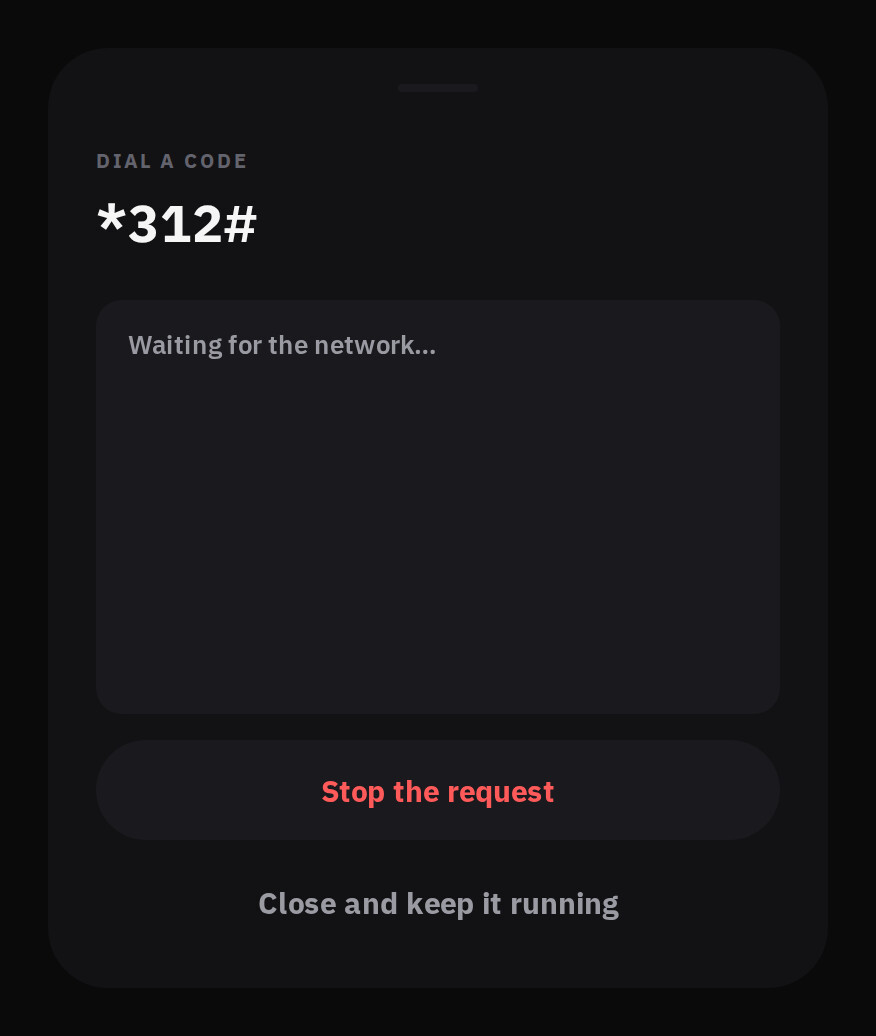 DIAL A CODE
*312#
Waiting for the network...
Stop the request
Close and keep it running